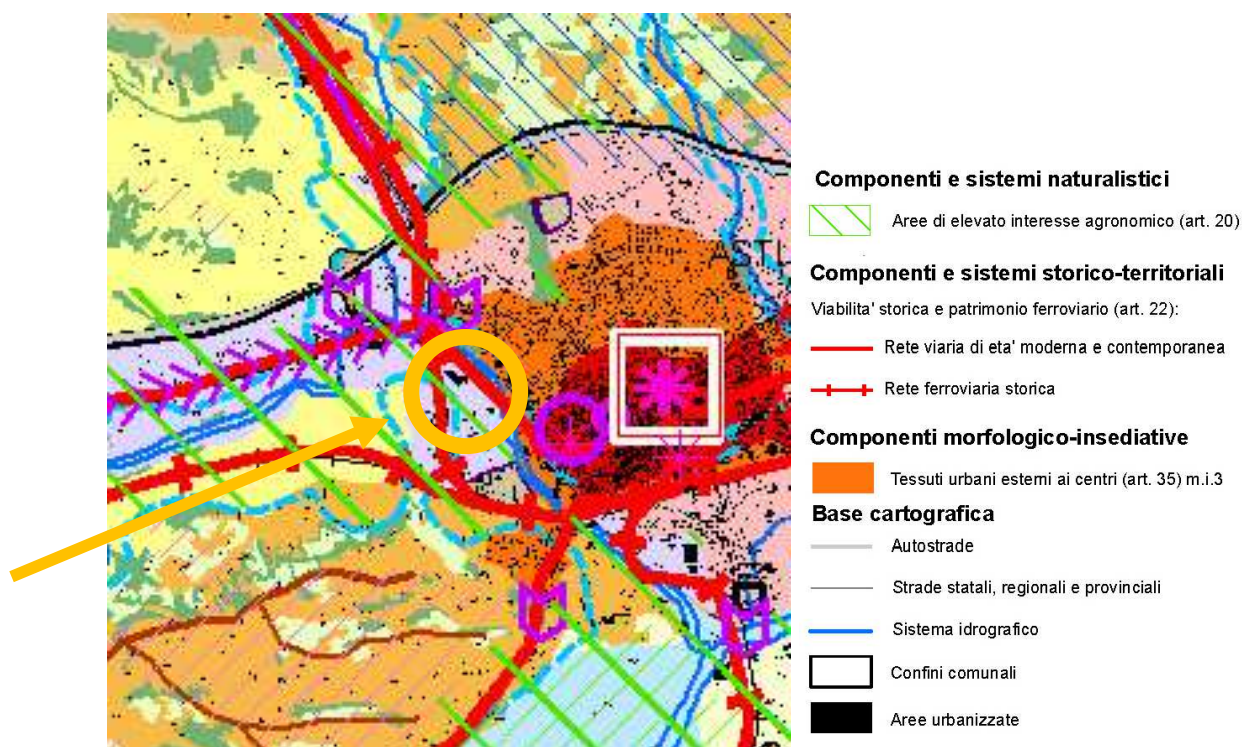 ASTI
Componenti e sistemi naturalistici
Aree di elevato interesse agronomico (art. 20)
Componenti e sistemi storico-territoriali
Viabilita' storica e patrimonio ferroviario (art. 22):
Rete viaria di eta' moderna e contemporanea
Rete ferroviaria storica
Componenti morfologico-insediative
Tessuti urbani esterni ai centri (art. 35) m.i.3
Base cartografica
Autostrade
Strade statali, regionali e provinciali
Sistema idrografico
Confini comunali
Aree urbanizzate